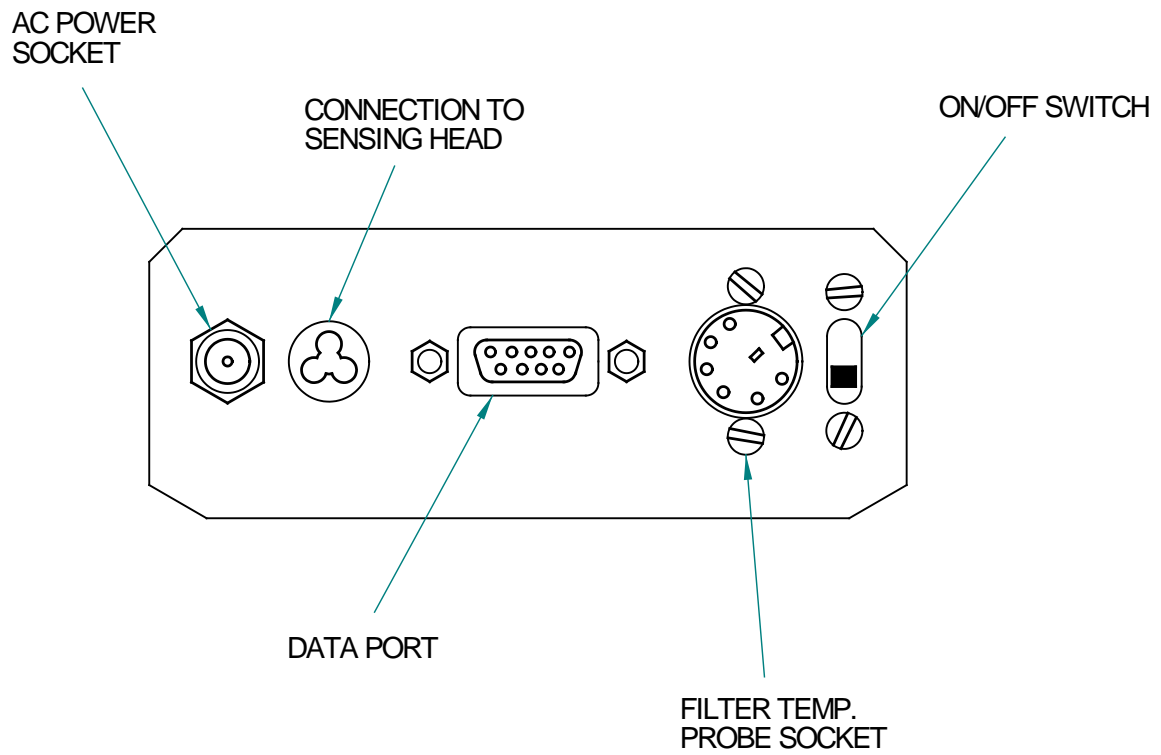 AC POWER
SOCKET
CONNECTION TO
SENSING HEAD
ON/OFF SWITCH
DATA PORT
FILTER TEMP.
PROBE SOCKET